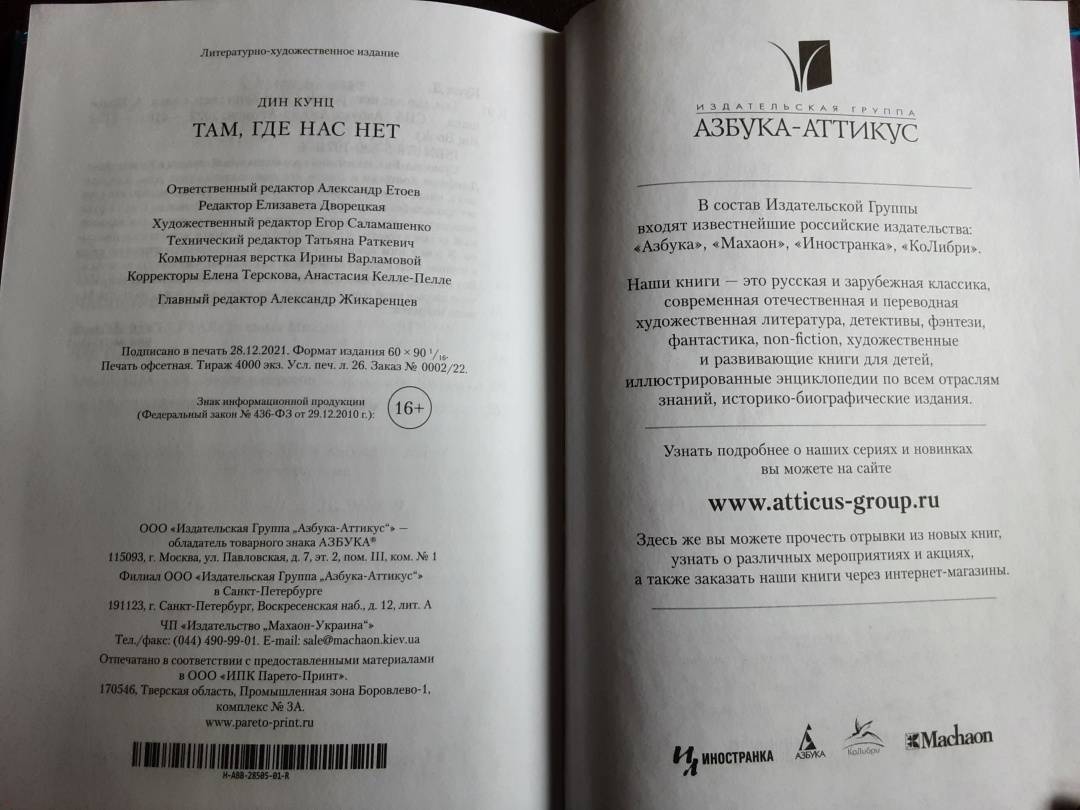 Литературно-художественное издание
ДИН КУНЦ
ТАМ, ГДЕ НАС НЕТ
Ответственный редактор Александр Етоев
Редактор Елизавета Дворецкая
Художественный редактор Егор Саламашенко
Технический редактор Татьяна Раткевич
Компьютерная верстка Ирины Варламовой
Корректоры Елена Терскова, Анастасия Келле-Пелле
Главный редактор Александр Жикаренцев
Подписано в печать 28.12.2021. Формат издания 60 × 90 1/16.
Печать офсетная. Тираж 4000 экз. Усл. печ. л. 26. Заказ № 0002/22.
Знак информационной продукции
(Федеральный закон № 436-ФЗ от 29.12.2010 г.):
16+
ООО «Издательская Группа „Азбука-Аттикус“» —
обладатель товарного знака АЗБУКА®
115093, г. Москва, ул. Павловская, д. 7, эт. 2, пом. III, ком. № 1
Филиал ООО «Издательская Группа „Азбука-Аттикус“»
в Санкт-Петербурге
191123, г. Санкт-Петербург, Воскресенская наб., д. 12, лит. А
ЧП «Издательство „Махаон-Украина“»
Тел./факс: (044) 490-99-01. E-mail: sale@machaon.kiev.ua
Отпечатано в соответствии с предоставленными материалами
в ООО «ИПК Парето-Принт».
170546, Тверская область, Промышленная зона Боровлево-1,
комплекс № 3А.
www.pareto-print.ru
H-ABB-28505-01-R
ИЗДАТЕЛЬСКАЯ ГРУППА
АЗБУКА-АТТИКУС
В состав Издательской Группы
входят известнейшие российские издательства:
«Азбука», «Махаон», «Иностранка», «КоЛибри».
Наши книги — это русская и зарубежная классика,
современная отечественная и переводная
художественная литература, детективы, фэнтези,
фантастика, non-fiction, художественные
и развивающие книги для детей,
иллюстрированные энциклопедии по всем отраслям
знаний, историко-биографические издания.
Узнать подробнее о наших сериях и новинках
вы можете на сайте
www.atticus-group.ru
Здесь же вы можете прочесть отрывки из новых книг,
узнать о различных мероприятиях и акциях,
а также заказать наши книги через интернет-магазины.
Ил ИНОСТРАНКА
АЗБУКА
КоЛибри
Machaon